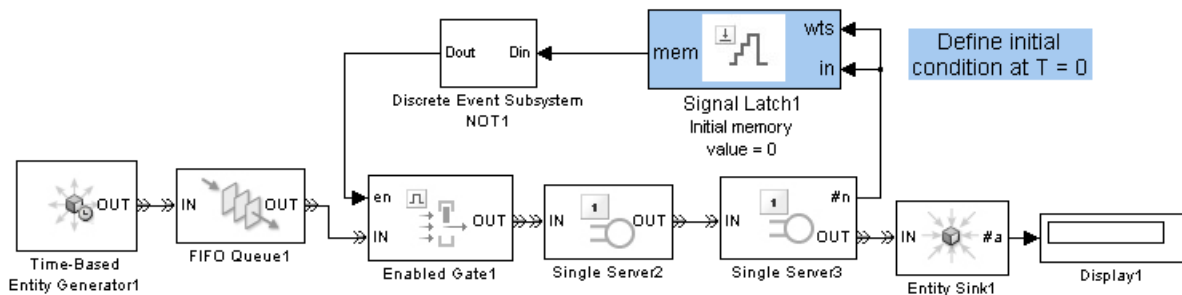 wts
Define initial
condition at T = 0
Dout
Din
mem
in
Discrete Event Subsystem
NOT1
Signal Latch1
Initial memory
value = 0
OUT
IN
OUT
en
IN
OUT
1
IN
OUT
1
IN
#n
OUT
IN
#a
Time-Based
Entity Generator1
FIFO Queue1
Enabled Gate1
Single Server2
Single Server3
Entity Sink1
Display1